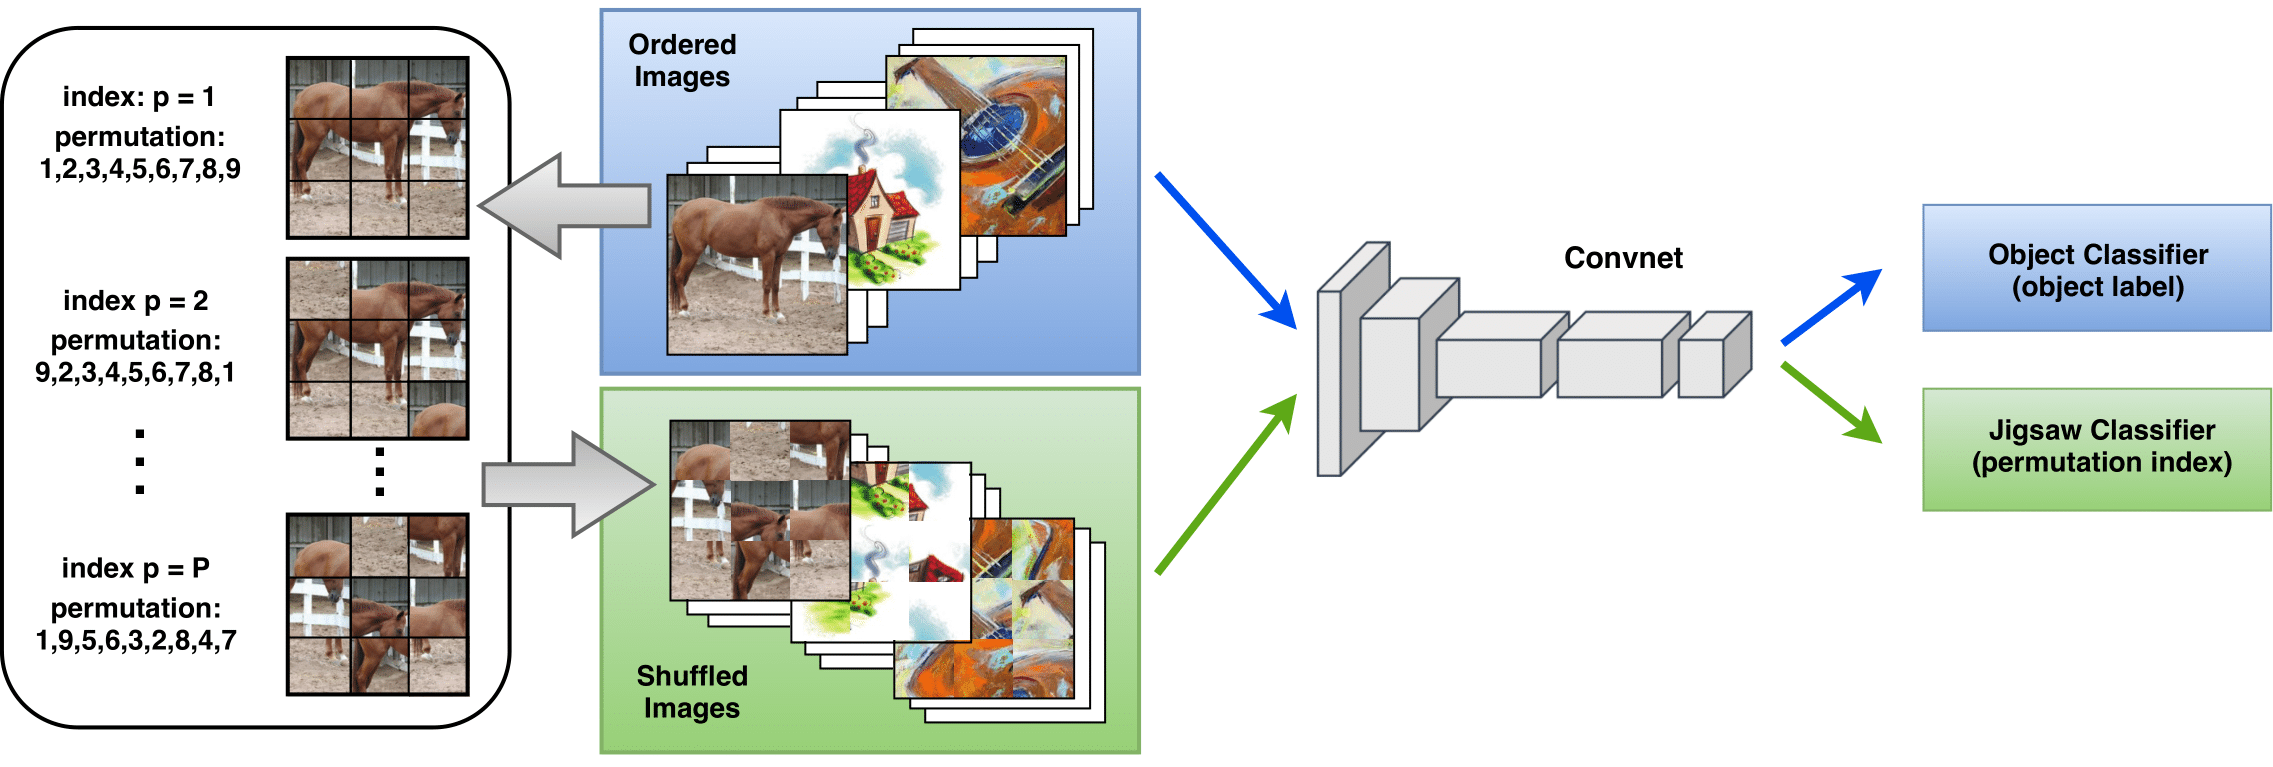 index: p = 1
permutation:
1,2,3,4,5,6,7,8,9
index p = 2
permutation:
9,2,3,4,5,6,7,8,1
index p = P
permutation:
1,9,5,6,3,2,8,4,7
Ordered
Images
Shuffled
Images
Convnet
Object Classifier
(object label)
Jigsaw Classifier
(permutation index)